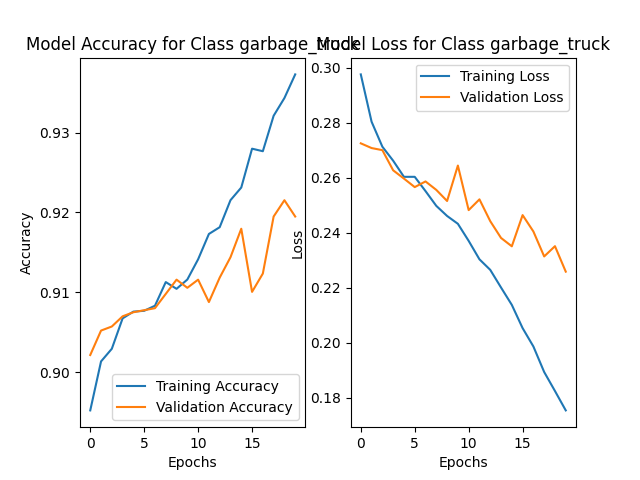 Model Accuracy for Class garbage_truck
0.93
0.92
0.91
0.90
Accuracy
0 5 10 15
Epochs
Training Accuracy
Validation Accuracy
Model Loss for Class garbage_truck
0.30
0.28
0.26
0.24
0.22
0.20
0.18
Loss
0 5 10 15
Epochs
Training Loss
Validation Loss